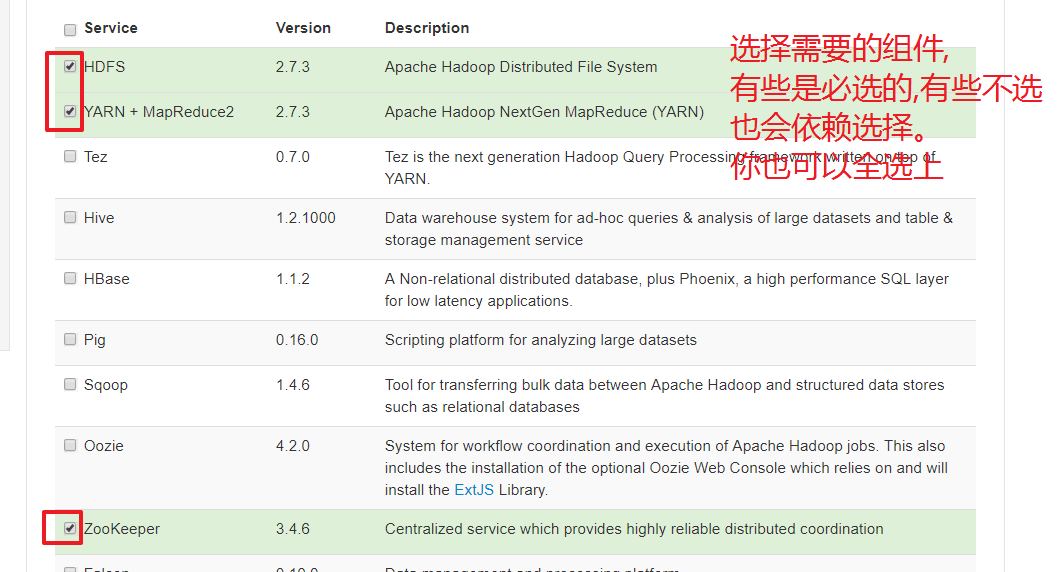 Service Version Description
HDFS 2.7.3 Apache Hadoop Distributed File System
选择需要的组件,
有些是必选的,有些不选
也会依赖选择。
你也可以全选上
YARN + MapReduce2 2.7.3 Apache Hadoop NextGen MapReduce (YARN)
Tez 0.7.0 Tez is the next generation Hadoop Query Processing framework written on top of
YARN.
Hive 1.2.1000 Data warehouse system for ad-hoc queries & analysis of large datasets and table &
storage management service
HBase 1.1.2 A Non-relational distributed database, plus Phoenix, a high performance SQL layer
for low latency applications.
Pig 0.16.0 Scripting platform for analyzing large datasets
Sqoop 1.4.6 Tool for transferring bulk data between Apache Hadoop and structured data stores
such as relational databases
Oozie 4.2.0 System for workflow coordination and execution of Apache Hadoop jobs. This also
includes the installation of the optional Oozie Web Console which relies on and will
install the ExtJS Library.
ZooKeeper 3.4.6 Centralized service which provides highly reliable distributed coordination